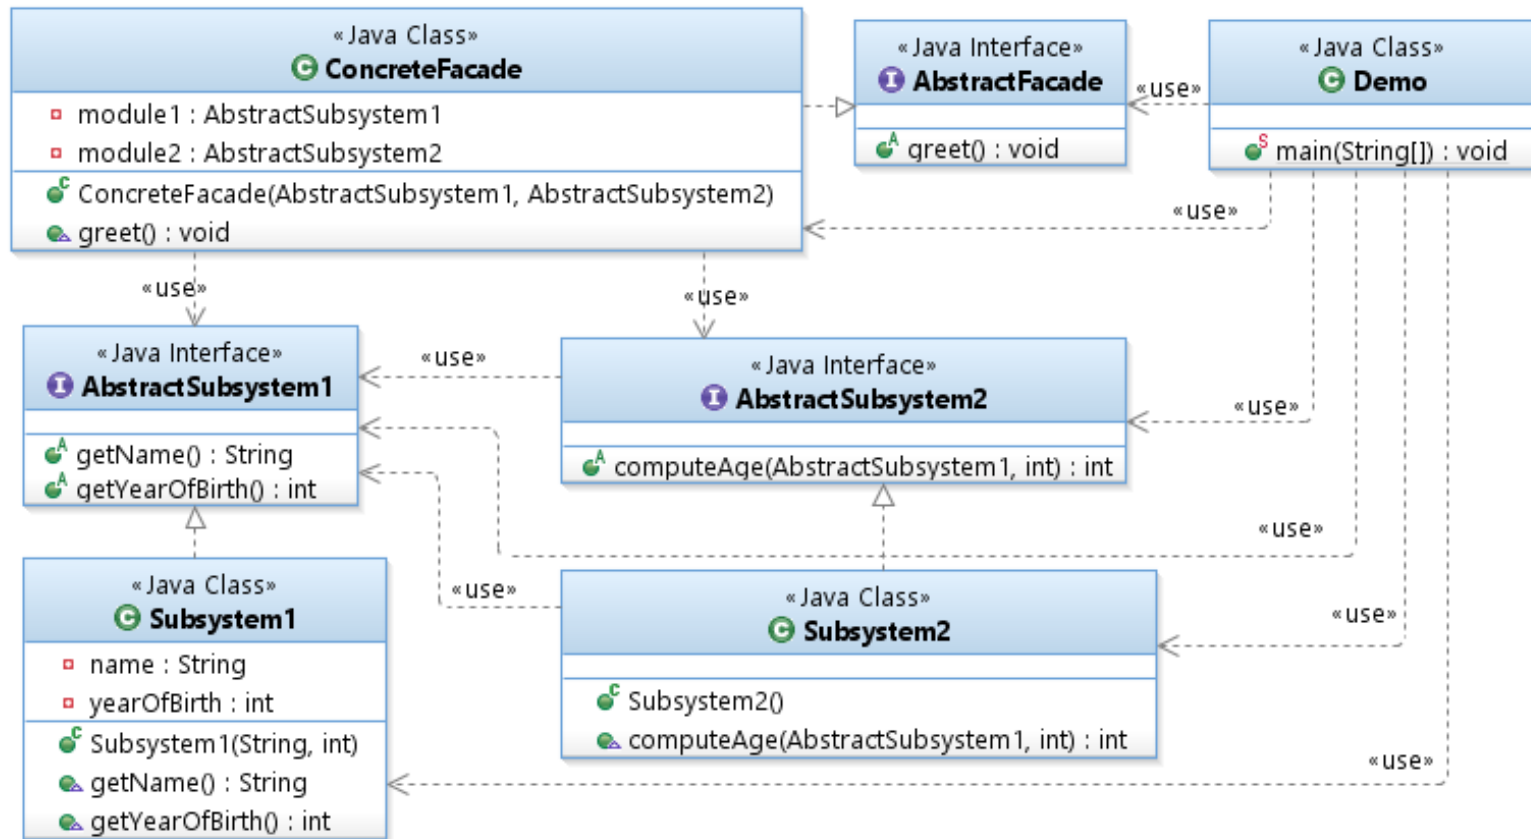 «Java Class»
ConcreteFacade
module1 : AbstractSubsystem1
module2 : AbstractSubsystem2
ConcreteFacade(AbstractSubsystem1, AbstractSubsystem2)
greet() : void
«Java Interface»
AbstractFacade
greet() : void
«use»
«Java Class»
Demo
main(String[]) : void
«use»
«use»
«use»
«Java Interface»
AbstractSubsystem1
getName() : String
getYearOfBirth() : int
«use»
«Java Interface»
AbstractSubsystem2
computeAge(AbstractSubsystem1, int) : int
«use»
«use»
«Java Class»
Subsystem1
name : String
yearOfBirth : int
Subsystem1(String, int)
getName() : String
getYearOfBirth() : int
«use»
«Java Class»
Subsystem2
Subsystem2()
computeAge(AbstractSubsystem1, int) : int
«use»
«use»